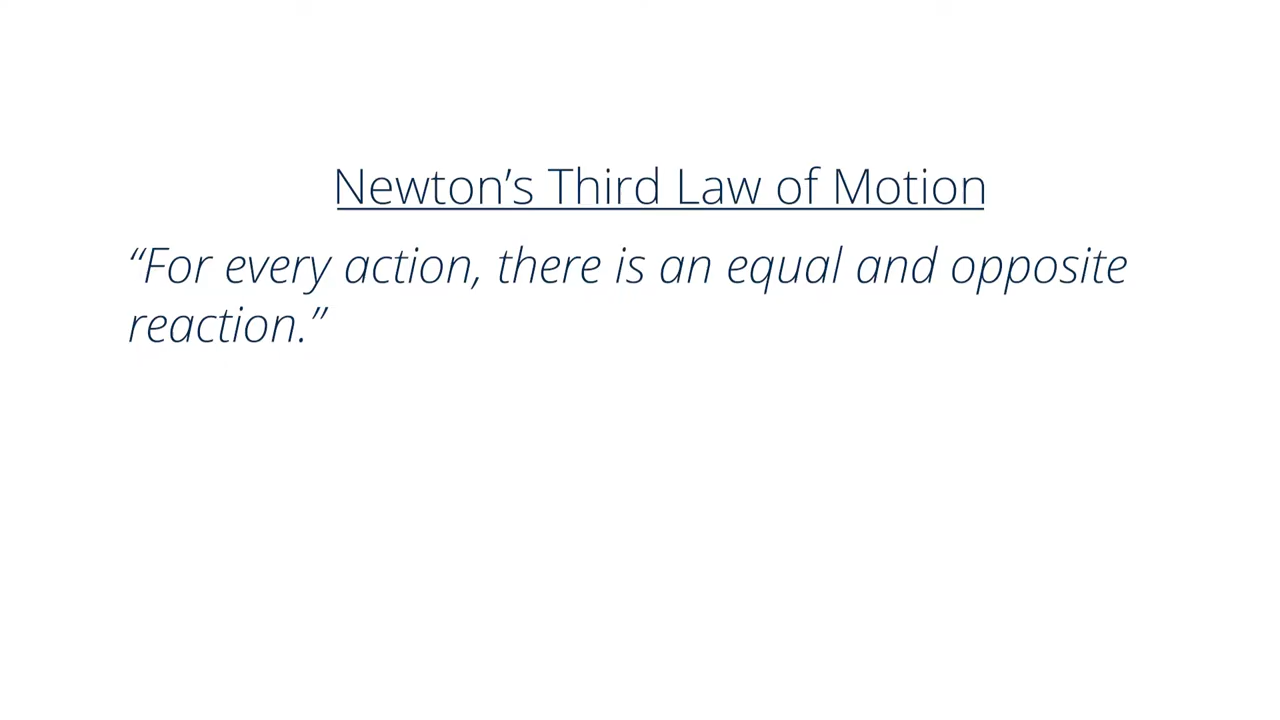 Newton’s Third Law of Motion
“For every action, there is an equal and opposite
reaction.”